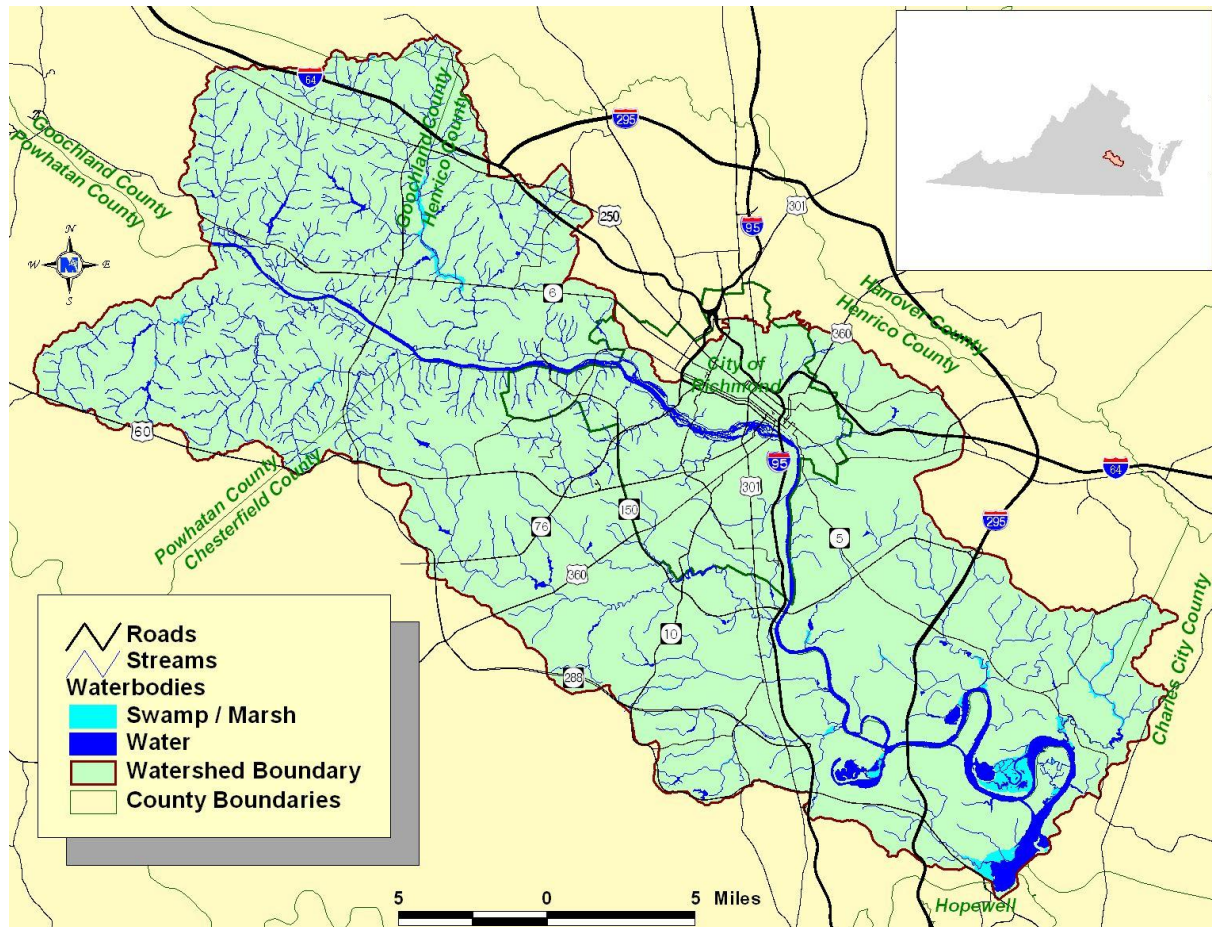 64
295
Goochland County
Powhatan County
Goochland County
Henrico County
N
W
E
S
250
95
301
6
Hanover County
Henrico County
360
City of
Richmond
60
95
64
301
Powhatan County
Chesterfield County
76
150
5
295
360
10
288
Charles City County
Roads
Streams
Waterbodies
Swamp / Marsh
Water
Watershed Boundary
County Boundaries
Hopewell
5 0 5 Miles